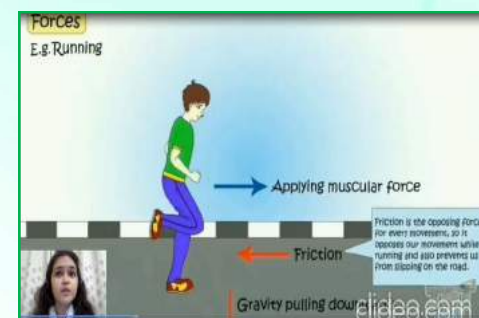 Forces
E.g. Running
Applying muscular force
Friction is the opposing force
for every movement, so it
opposes our movement while
running and also prevents us
from slipping on the road.
Friction
Gravity pulling down
clideo.com